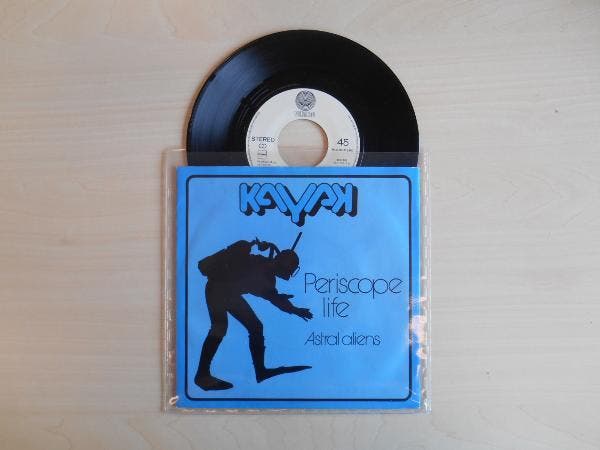 STEREO
45
KAYAK
Periscope
life
Astral aliens